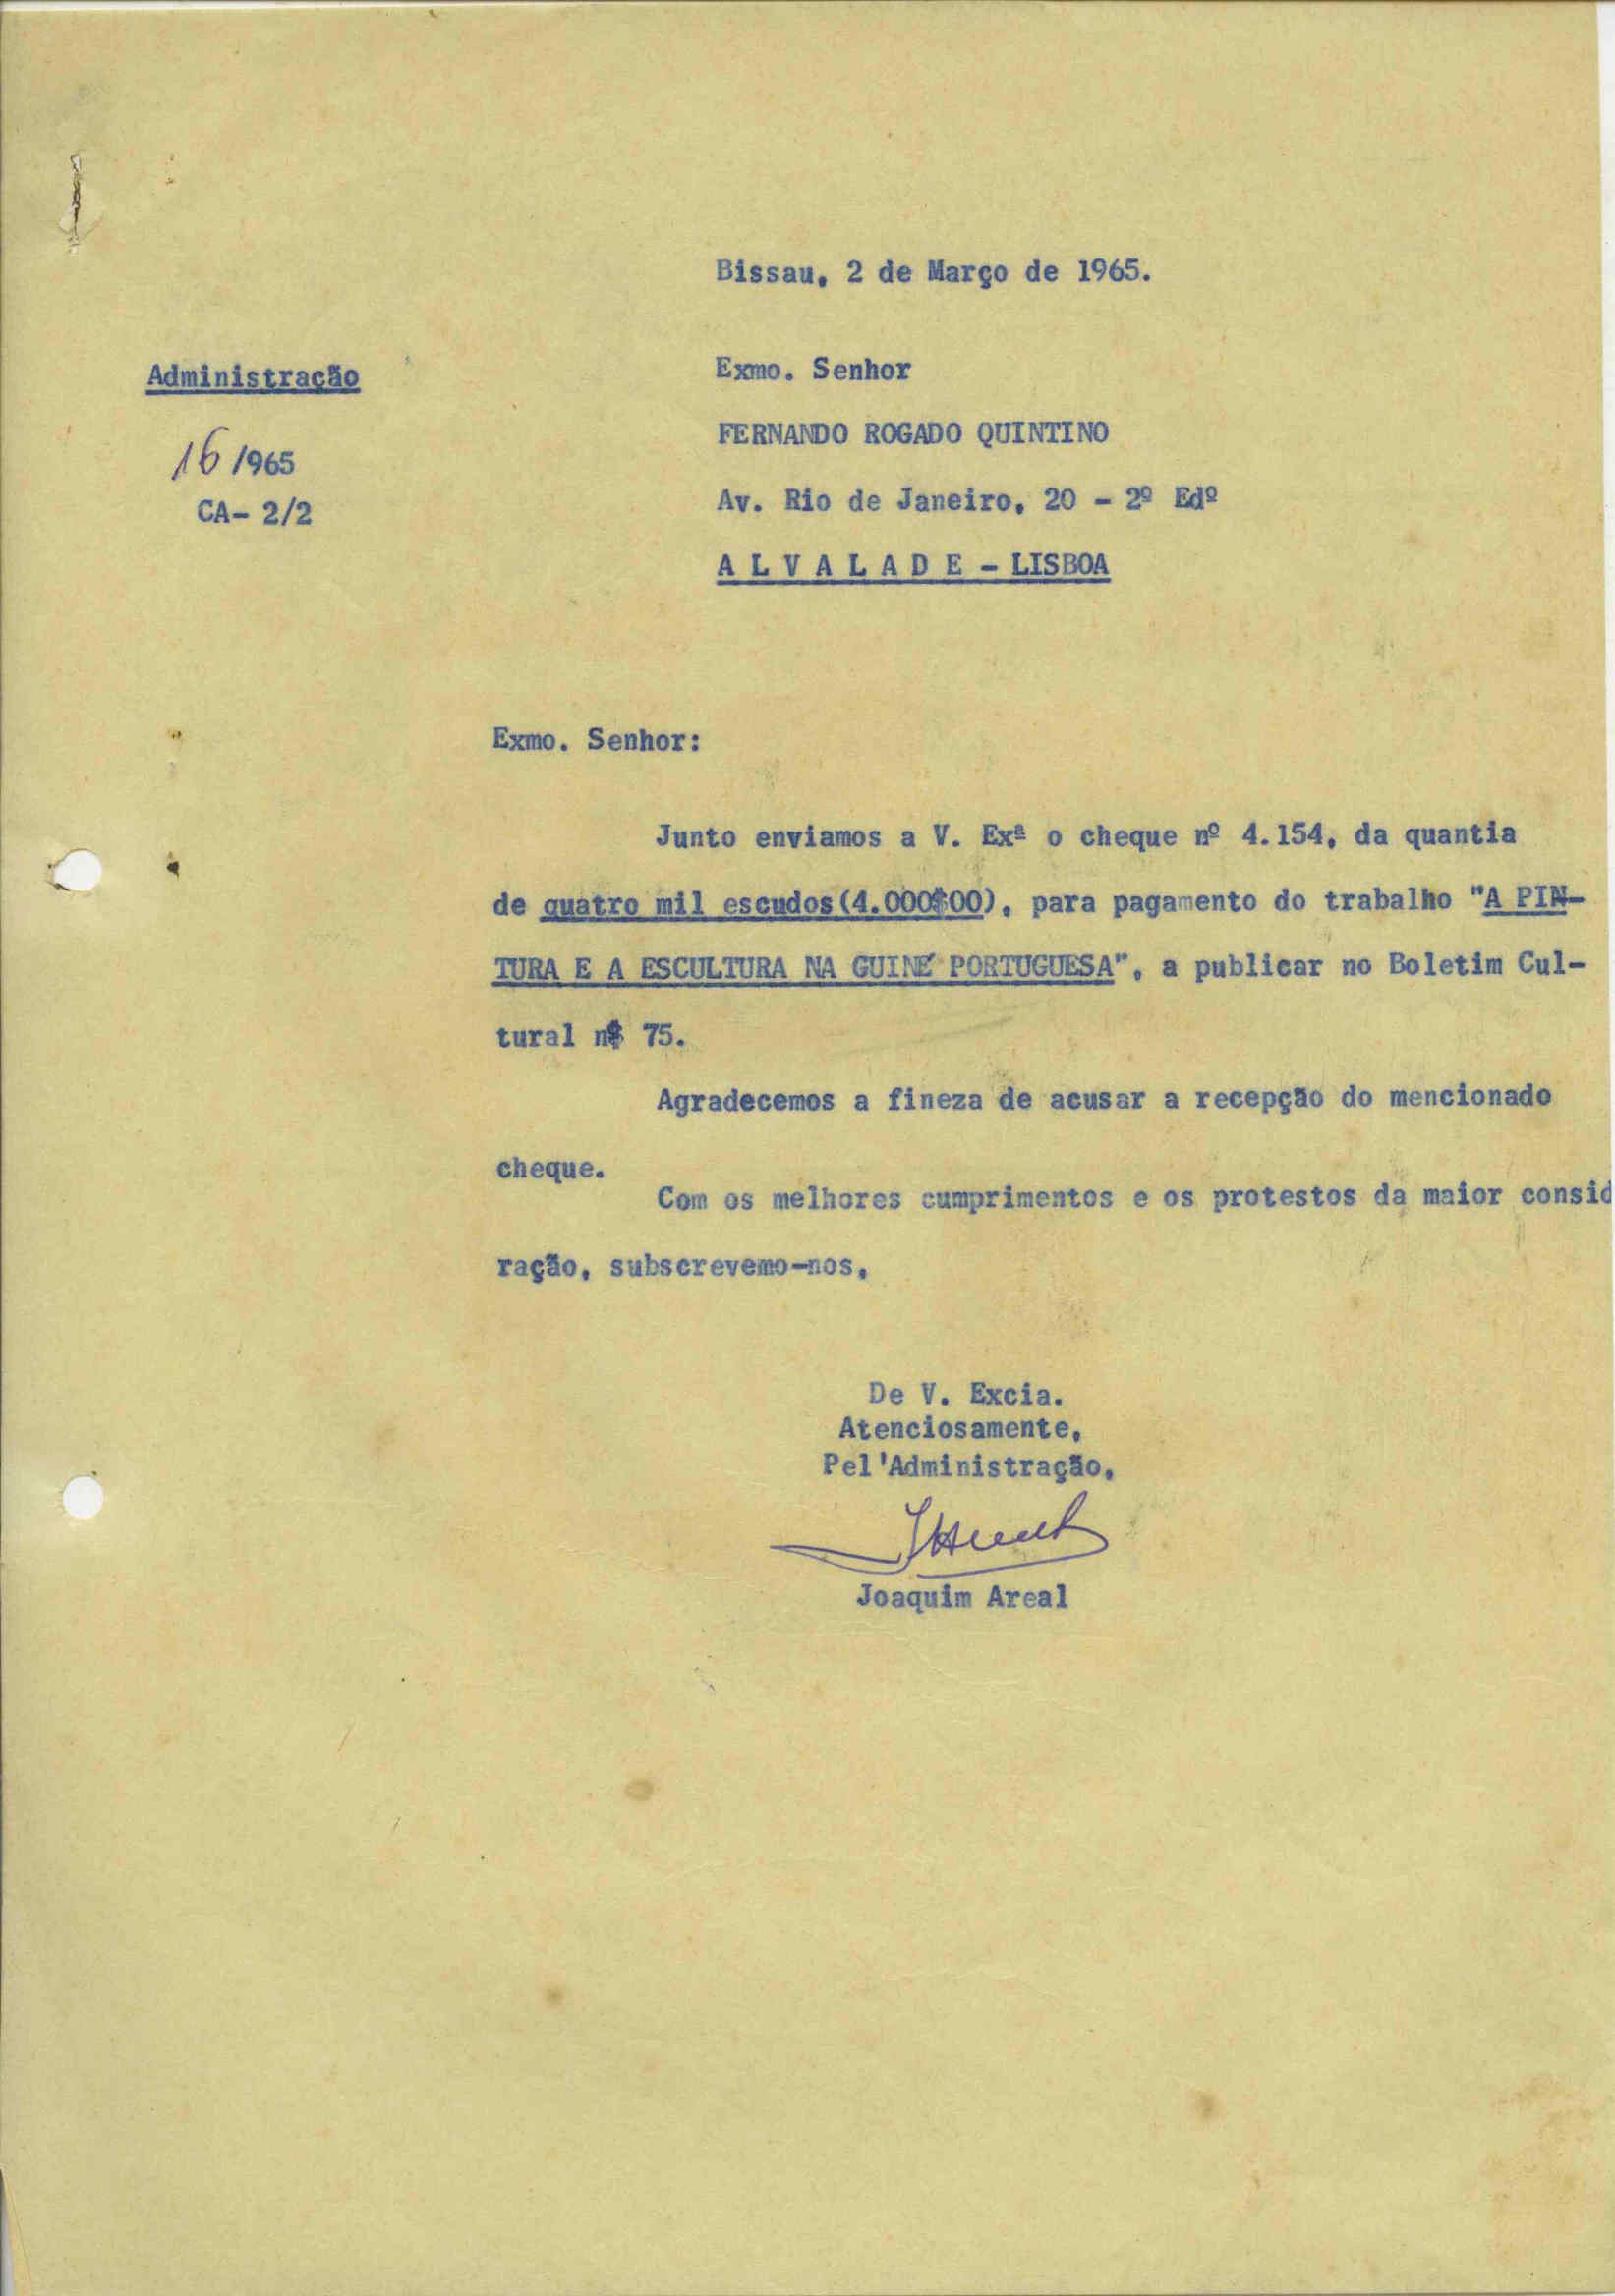 Bissau, 2 de Março de 1965.
Administração
16/965
CA- 2/2
Exmo. Senhor
FERNANDO ROGADO QUINTINO
Av. Rio de Janeiro, 20 - 2º Edº
A L V A L A D E - LISBOA
Exmo. Senhor:
Junto enviamos a V. Exª o cheque nº 4.154, da quantia
de quatro mil escudos(4.000$00), para pagamento do trabalho "A PIN-
TURA E A ESCULTURA NA GUINÉ PORTUGUESA", a publicar no Boletim Cul-
tural nº 75.
Agradecemos a fineza de acusar a recepção do mencionado
cheque.
Com os melhores cumprimentos e os protestos da maior consid
ração, subscrevemo-nos,
De V. Excia.
Atenciosamente,
Pel'Administração,
Joaquim Areal